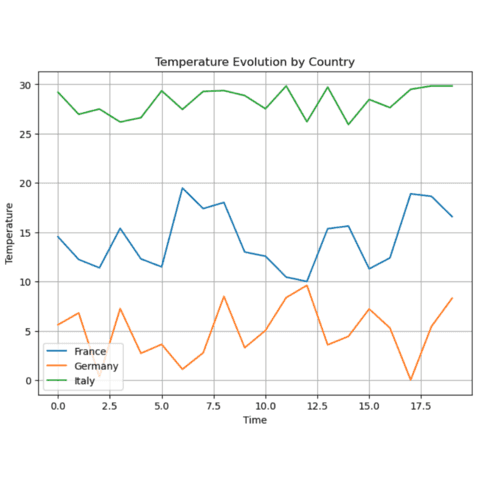 Temperature Evolution by Country
30
25
20
15
10
5
0
Temperature
France
Germany
Italy
0.0 2.5 5.0 7.5 10.0 12.5 15.0 17.5
Time